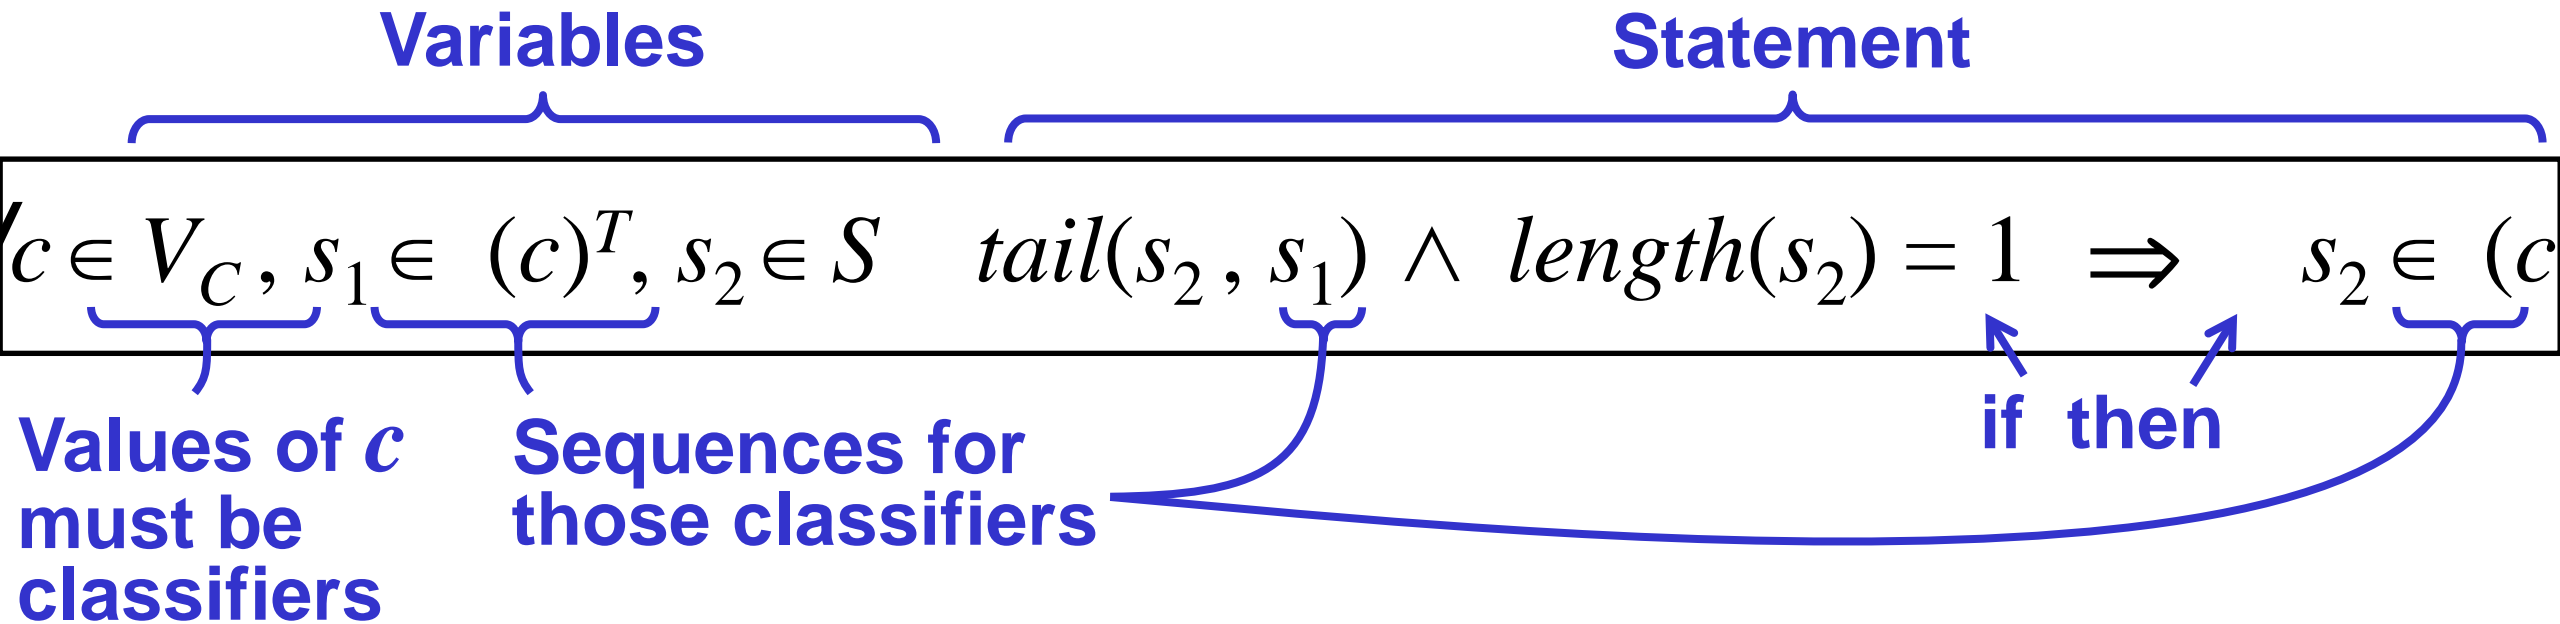 Variables Statement
∀c ∈ V_C , s_1 ∈ (c)^T, s_2 ∈ S tail(s_2 , s_1) ∧ length(s_2) = 1 ⇒ s_2 ∈ (c
if then
Values of c
must be
classifiers
Sequences for
those classifiers